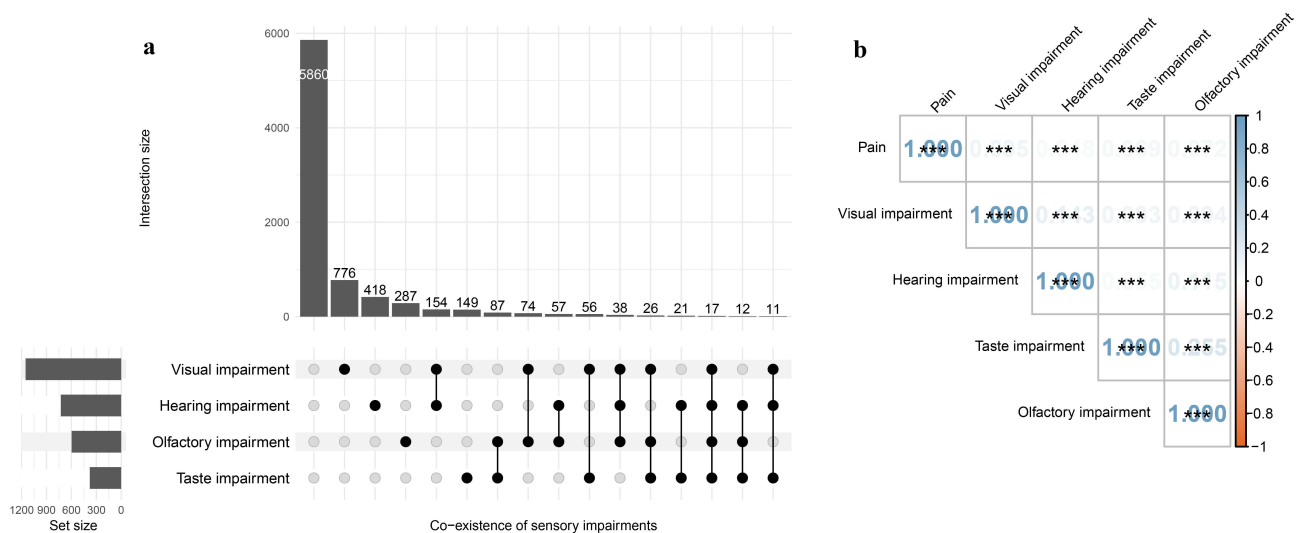 a
Intersection size
6000
4000
2000
0
5860
776
418
287
154
149
87
74
57
56
38
26
21
17
12
11
Visual impairment
Hearing impairment
Olfactory impairment
Taste impairment
1200 900 600 300 0
Set size
Co−existence of sensory impairments
b
Pain
Visual impairment
Hearing impairment
Taste impairment
Olfactory impairment
Pain
1.000 *** *** *** *** ***
Visual impairment
1.000 *** *** *** ***
Hearing impairment
1.000 *** *** ***
Taste impairment
1.000 *** ***
Olfactory impairment
1.000 ***
1
0.8
0.6
0.4
0.2
0
−0.2
−0.4
−0.6
−0.8
−1